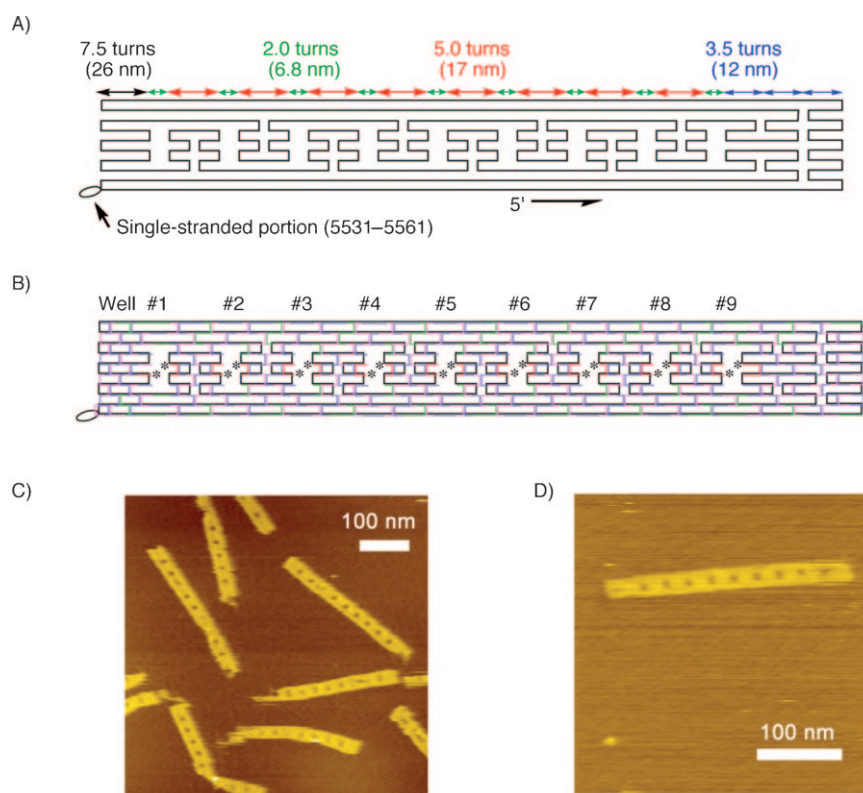 A)
7.5 turns 2.0 turns 5.0 turns 3.5 turns
(26 nm) (6.8 nm) (17 nm) (12 nm)
5'
Single-stranded portion (5531–5561)
B)
Well #1 #2 #3 #4 #5 #6 #7 #8 #9
* * * * * * * * *
* * * * * * * * *
C) D)
100 nm
100 nm